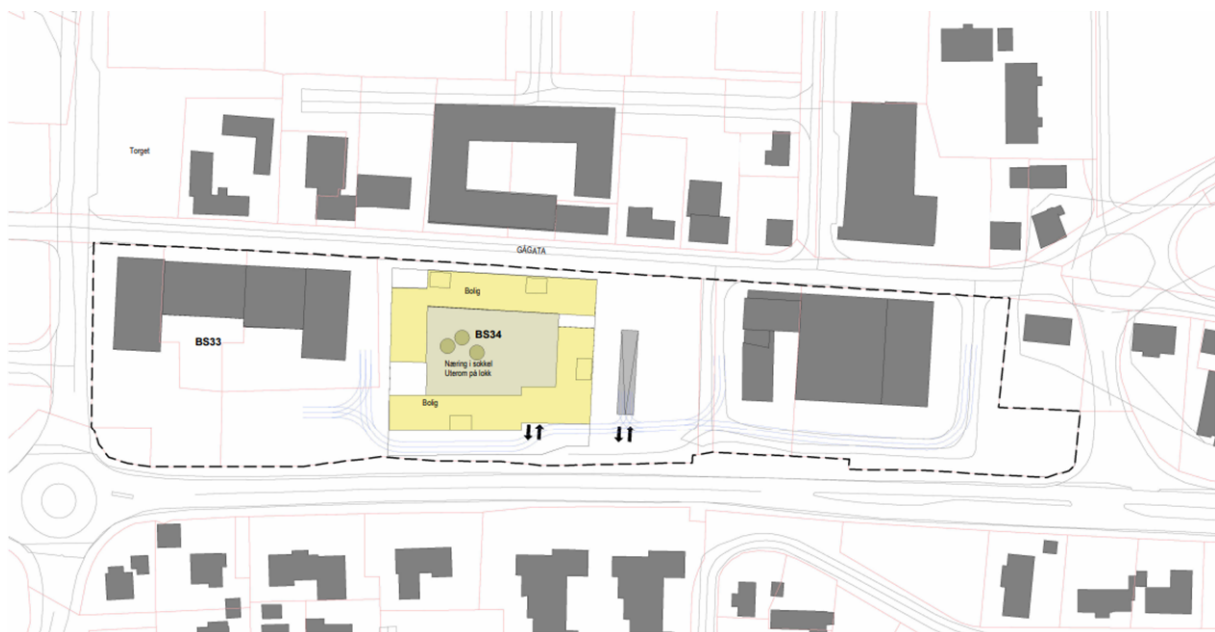 Torget
GÅGATA
Bolig
BS34
BS33
Næring i sokkel
Uterom på lokk
Bolig